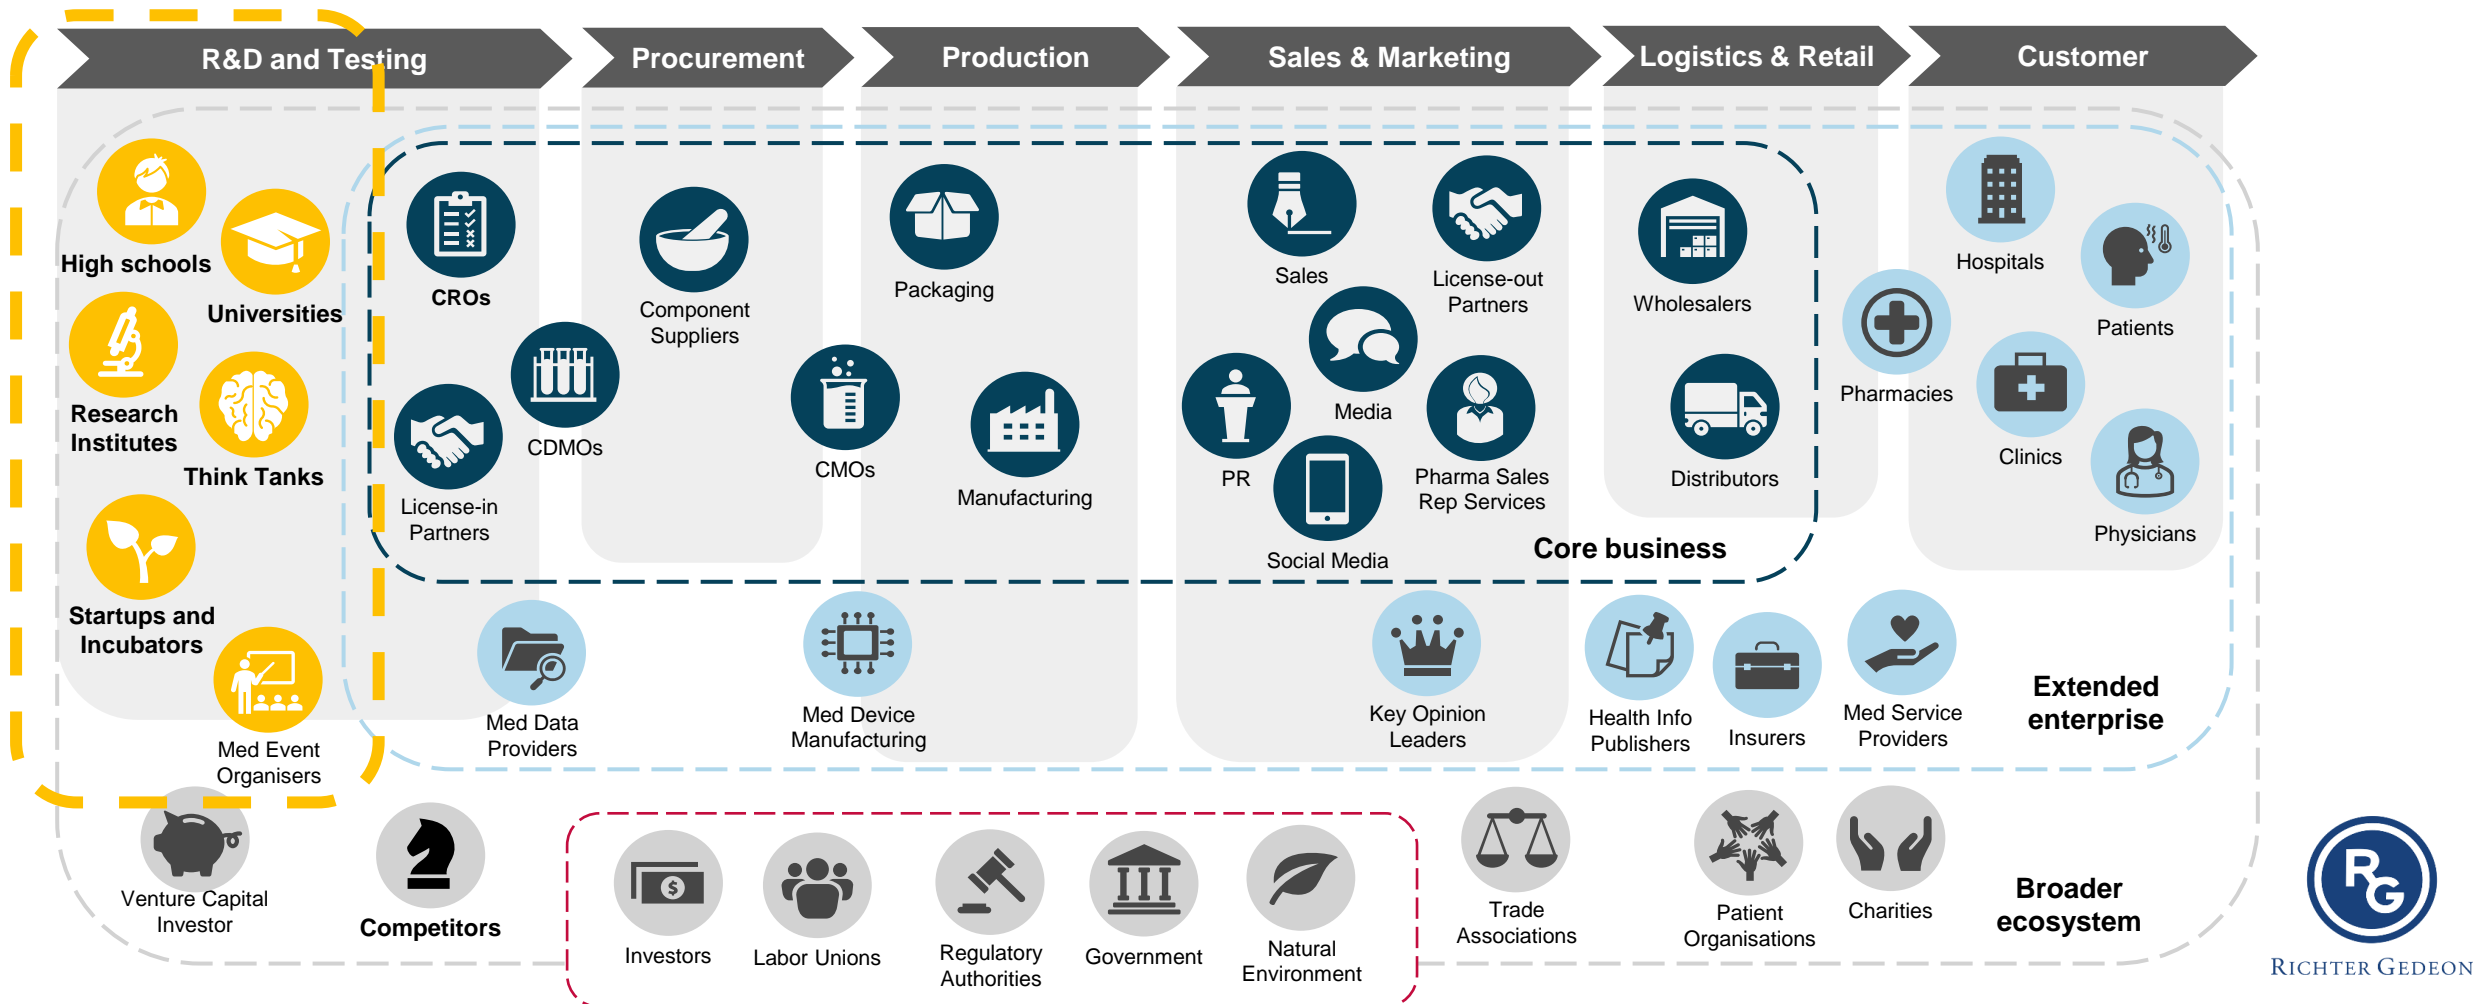 R&D and Testing
Procurement
Production
Sales & Marketing
Logistics & Retail
Customer
High schools
Universities
Research
Institutes
Think Tanks
Startups and
Incubators
Med Event
Organisers
CROs
CDMOs
License-in
Partners
Component
Suppliers
Packaging
CMOs
Manufacturing
Sales
License-out
Partners
Media
PR
Pharma Sales
Rep Services
Social Media
Wholesalers
Distributors
Core business
Pharmacies
Hospitals
Patients
Clinics
Physicians
Med Data
Providers
Med Device
Manufacturing
Key Opinion
Leaders
Health Info
Publishers
Insurers
Med Service
Providers
Extended
enterprise
Venture Capital
Investor
Competitors
$
Investors
Labor Unions
Regulatory
Authorities
Government
Natural
Environment
Trade
Associations
Patient
Organisations
Charities
Broader
ecosystem
RG
RICHTER GEDEON